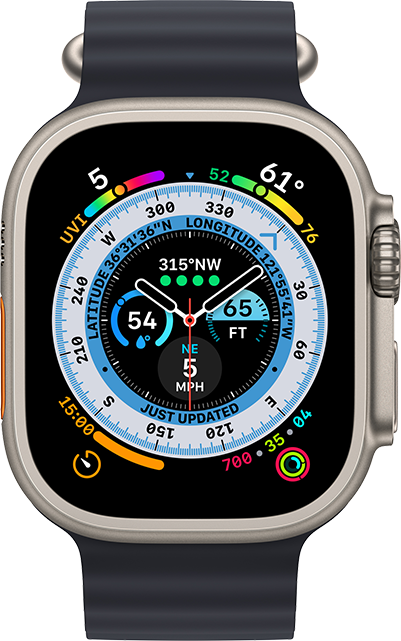 5
UVI
52
61°
76
300
330
W
30
240
60
210
S
E
150
120
LATITUDE 36°31'36"N
LONGITUDE 121°55'41"W
JUST UPDATED
315°NW
54
65
FT
NE
5
MPH
15:00
700 • 35 • 04